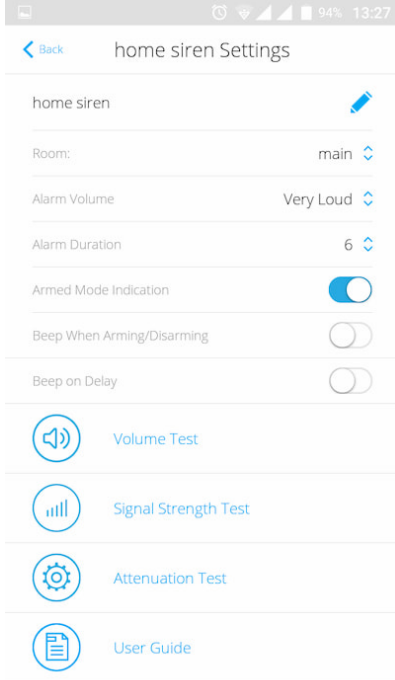 94% 13:27
Back home siren Settings
home siren
Room: main
Alarm Volume Very Loud
Alarm Duration 6
Armed Mode Indication
Beep When Arming/Disarming
Beep on Delay
Volume Test
Signal Strength Test
Attenuation Test
User Guide